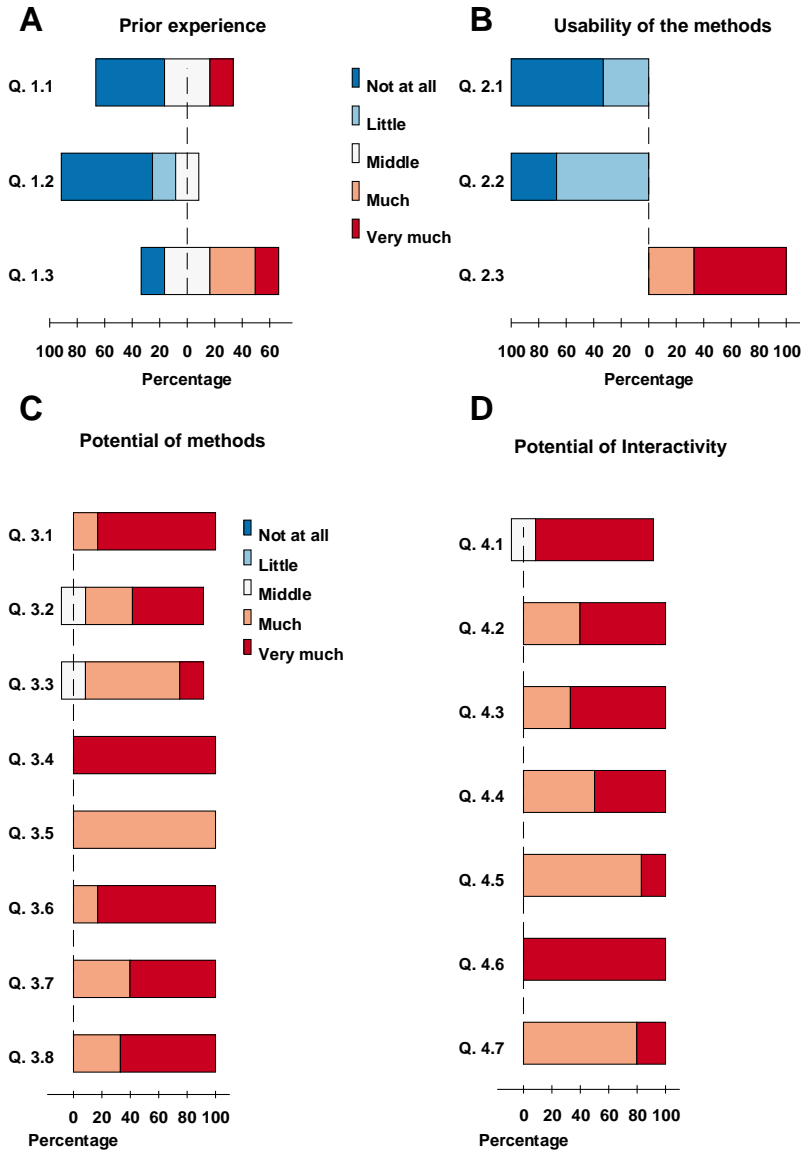 A
Prior experience
Q. 1.1
Q. 1.2
Q. 1.3
100 80 60 40 20 0 20 40 60
Percentage
Not at all
Little
Middle
Much
Very much
B
Usability of the methods
Q. 2.1
Q. 2.2
Q. 2.3
100 80 60 40 20 0 20 40 60 80 100
Percentage
C
Potential of methods
Q. 3.1
Q. 3.2
Q. 3.3
Q. 3.4
Q. 3.5
Q. 3.6
Q. 3.7
Q. 3.8
0 20 40 60 80 100
Percentage
Not at all
Little
Middle
Much
Very much
D
Potential of Interactivity
Q. 4.1
Q. 4.2
Q. 4.3
Q. 4.4
Q. 4.5
Q. 4.6
Q. 4.7
0 20 40 60 80 100
Percentage